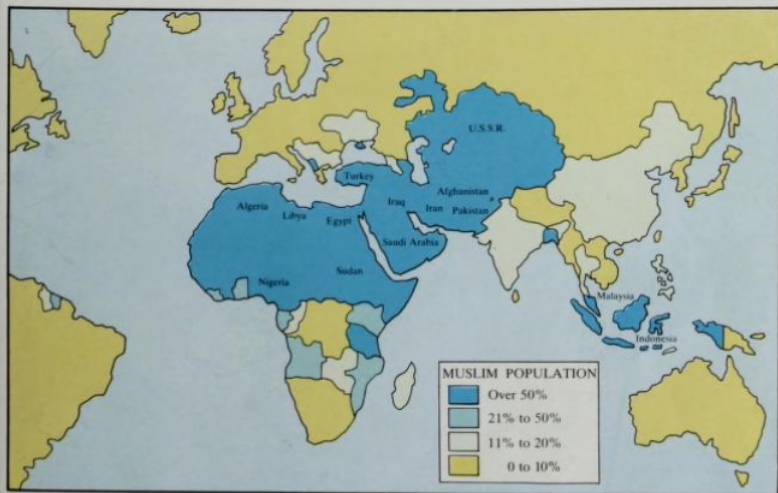 U.S.S.R.
Turkey
Afghanistan
Algeria
Iraq
Iran
Pakistan
Libya
Egypt
Saudi Arabia
Nigeria
Sudan
Malaysia
Indonesia
MUSLIM POPULATION
Over 50%
21% to 50%
11% to 20%
0 to 10%